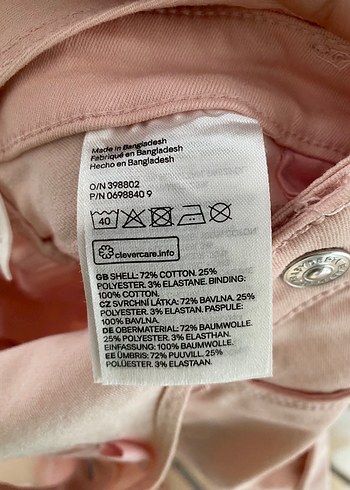 Made in Bangladesh
Fabriqué en Bangladesh
Hecho en Bangladesh
O/N 398802
P/N 0698840 9
40
clevercare.info
GB SHELL: 72% COTTON. 25%
POLYESTER. 3% ELASTANE. BINDING:
100% COTTON.
CZ SVRCHNÍ LÁTKA: 72% BAVLNA. 25%
POLYESTER. 3% ELASTAN. PASPULE:
100% BAVLNA.
DE OBERMATERIAL: 72% BAUMWOLLE.
25% POLYESTER. 3% ELASTHAN.
EINFASSUNG: 100% BAUMWOLLE.
EE ÜMBRIS: 72% PUUVILL. 25%
POLÜESTER. 3% ELASTAAN.